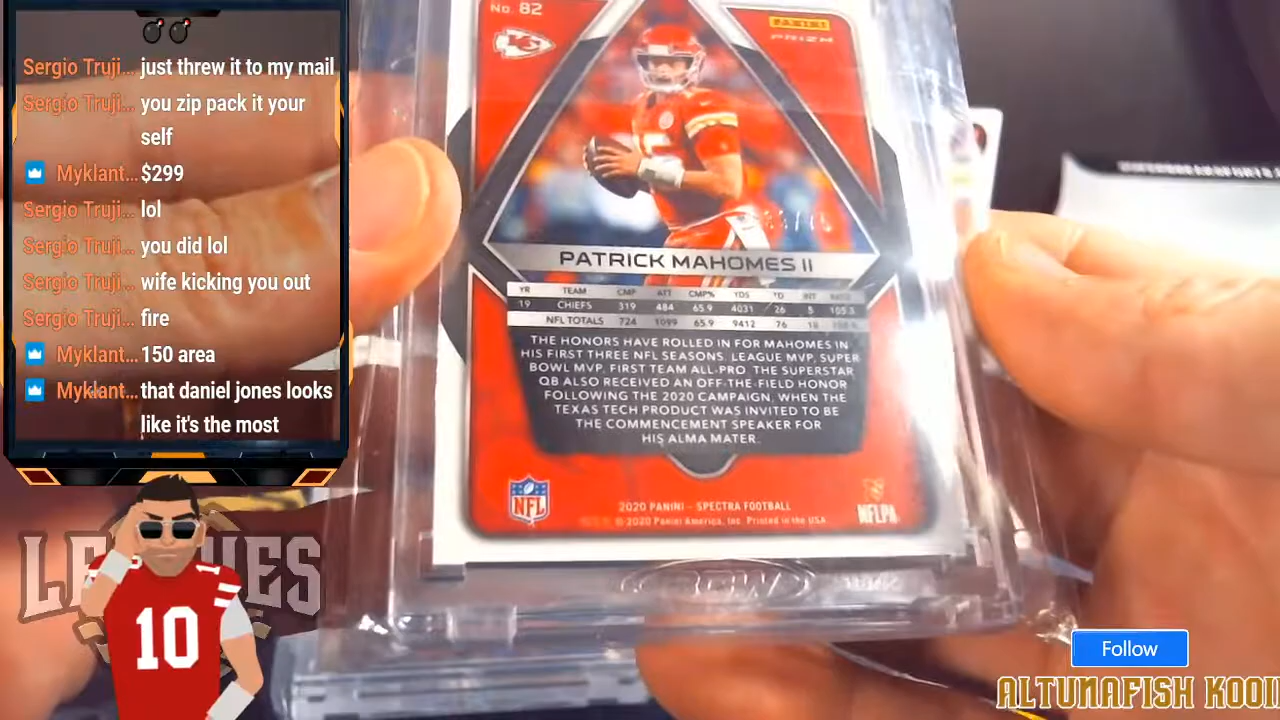 Sergio Truji... just threw it to my mail
Sergio Truji... you zip pack it your
self
Myklant... $299
Sergio Truji... lol
Sergio Truji... you did lol
Sergio Truji... wife kicking you out
Sergio Truji... fire
Myklant... 150 area
Myklant... that daniel jones looks
like it's the most
10
No. 82
PANINI
PRIZM
PATRICK MAHOMES II
YR TEAM CMP ATT CMP% YDS TD INT
19 CHIEFS 319 484 65.9 4031 26 5 105.3
NFL TOTALS 724 1099 65.9 9412 76 18
THE HONORS HAVE ROLLED IN FOR MAHOMES IN
HIS FIRST THREE NFL SEASONS. LEAGUE MVP, SUPER
BOWL MVP, FIRST TEAM ALL-PRO. THE SUPERSTAR
QB ALSO RECEIVED AN OFF-THE-FIELD HONOR
FOLLOWING THE 2020 CAMPAIGN, WHEN THE
TEXAS TECH PRODUCT WAS INVITED TO BE
THE COMMENCEMENT SPEAKER FOR
HIS ALMA MATER.
NFL
2020 PANINI - SPECTRA FOOTBALL
© 2020 Panini America, Inc. Printed in the USA.
NFLPA
Follow
ALTUNAFISH